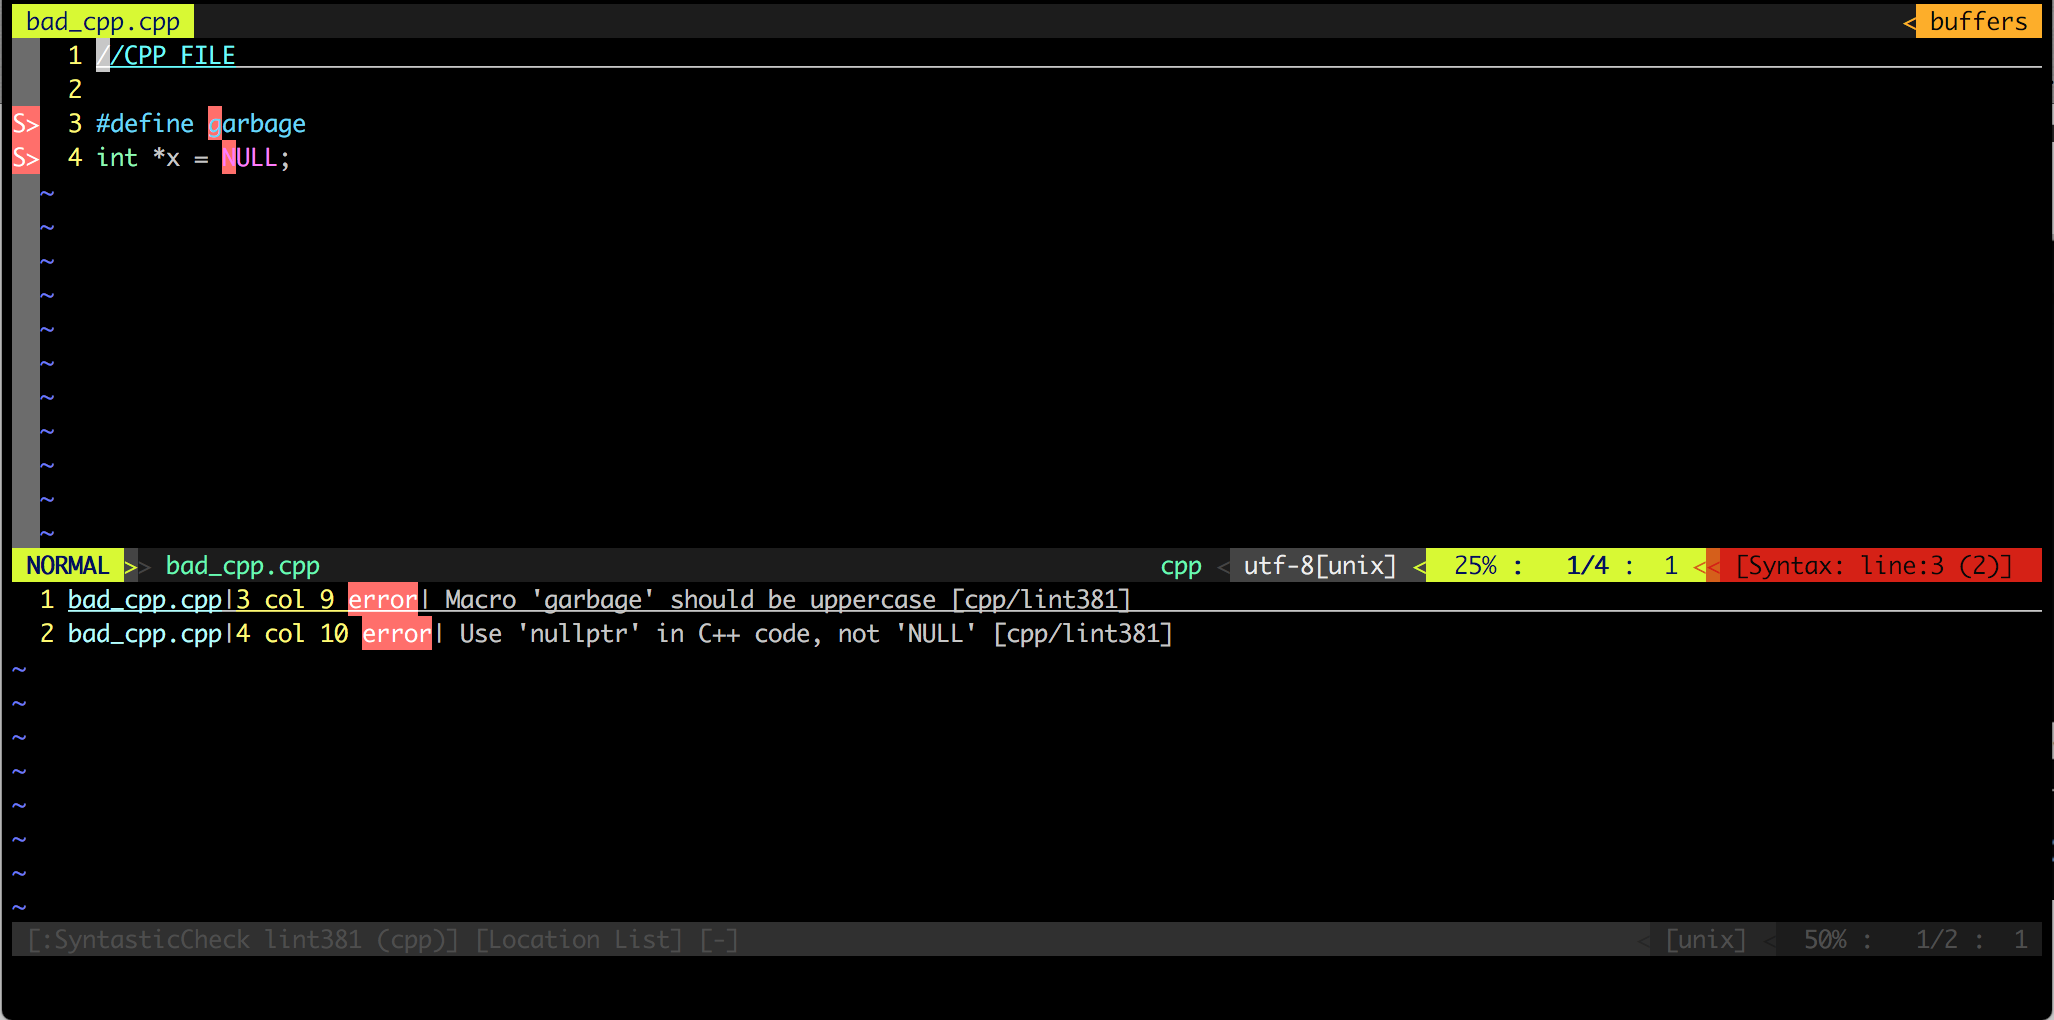 bad_cpp.cpp < buffers
1 //CPP FILE
2
S> 3 #define garbage
S> 4 int *x = NULL;
~
~
~
~
~
~
~
~
~
~
~
NORMAL >> bad_cpp.cpp cpp < utf-8[unix] < 25% : 1/4 : 1 << [Syntax: line:3 (2)]
1 bad_cpp.cpp|3 col 9 error| Macro 'garbage' should be uppercase [cpp/lint381]
2 bad_cpp.cpp|4 col 10 error| Use 'nullptr' in C++ code, not 'NULL' [cpp/lint381]
~
~
~
~
~
~
~
~
[:SyntasticCheck lint381 (cpp)] [Location List] [-] < [unix] < 50% : 1/2 : 1